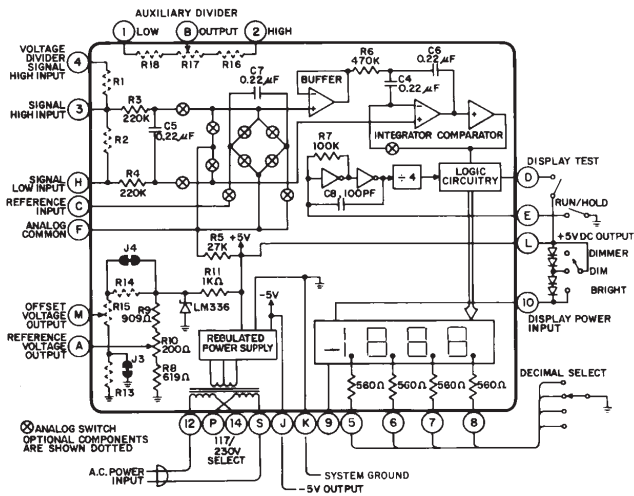 AUXILIARY DIVIDER
1 LOW
B OUTPUT
2 HIGH
R18
R17
R16
VOLTAGE
DIVIDER
SIGNAL
HIGH INPUT
4
R1
SIGNAL
HIGH INPUT
3
R3
220K
R2
C5
0.22µF
SIGNAL
LOW INPUT
H
R4
220K
REFERENCE
INPUT
C
ANALOG
COMMON
F
C7
0.22µF
BUFFER
-
+
R6
470K
C6
0.22µF
C4
0.22µF
-
+
-
+
INTEGRATOR COMPARATOR
R7
100K
C8, 100PF
÷ 4
LOGIC
CIRCUITRY
D
DISPLAY TEST
E
RUN/HOLD
L
+5V DC OUTPUT
DIMMER
DIM
BRIGHT
10
DISPLAY POWER
INPUT
R5
27K
+5V
J4
R14
R11
1KΩ
-5V
LM336
OFFSET
VOLTAGE
OUTPUT
M
R15
R9
909Ω
REFERENCE
VOLTAGE
OUTPUT
A
R10
200Ω
J3
R8
619Ω
R13
REGULATED
POWER SUPPLY
-1888
560Ω
560Ω
560Ω
560Ω
DECIMAL SELECT
ANALOG SWITCH
OPTIONAL COMPONENTS
ARE SHOWN DOTTED
12
P
14
S
J
K
9
5
6
7
8
117/
230V
SELECT
A.C. POWER
INPUT
SYSTEM GROUND
-5V OUTPUT